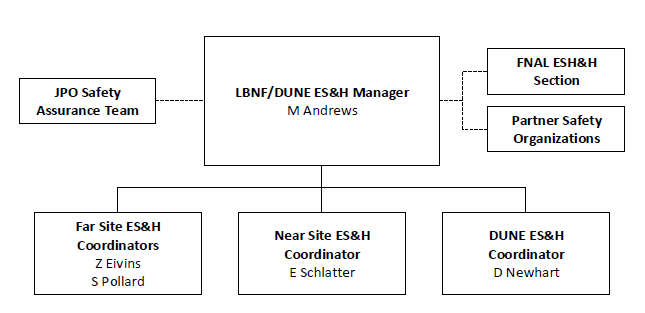 JPO Safety
Assurance Team
LBNF/DUNE ES&H Manager
M Andrews
FNAL ESH&H
Section
Partner Safety
Organizations
Far Site ES&H
Coordinators
Z Eivins
S Pollard
Near Site ES&H
Coordinator
E Schlatter
DUNE ES&H
Coordinator
D Newhart